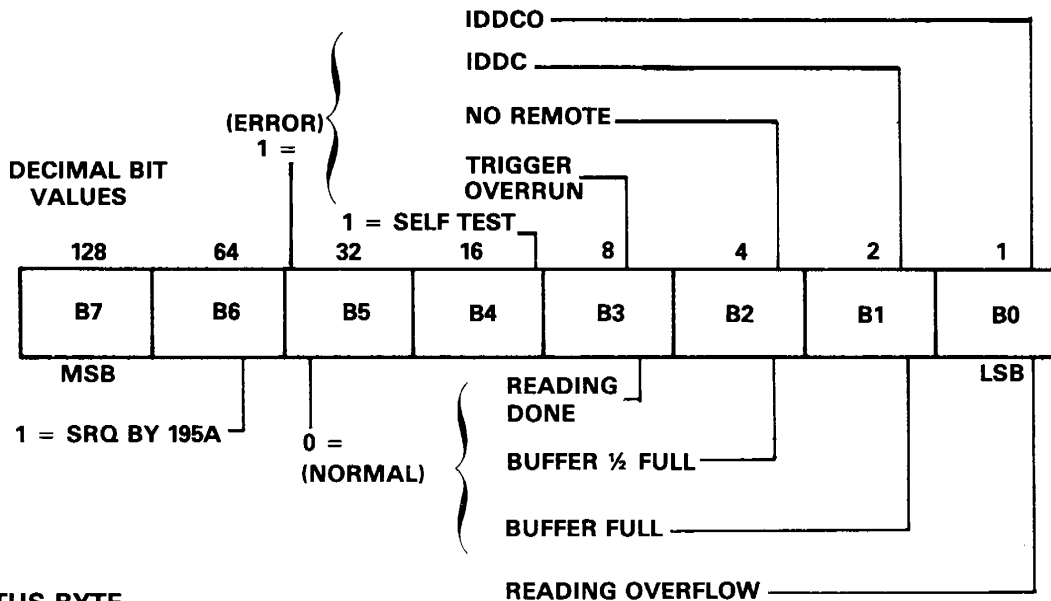 IDDCO
IDDC
(ERROR)
1 =
NO REMOTE
DECIMAL BIT
VALUES
TRIGGER
OVERRUN
1 = SELF TEST
128 64 32 16 8 4 2 1
B7 B6 B5 B4 B3 B2 B1 B0
MSB LSB
1 = SRQ BY 195A
0 =
(NORMAL)
READING
DONE
BUFFER ½ FULL
BUFFER FULL
READING OVERFLOW